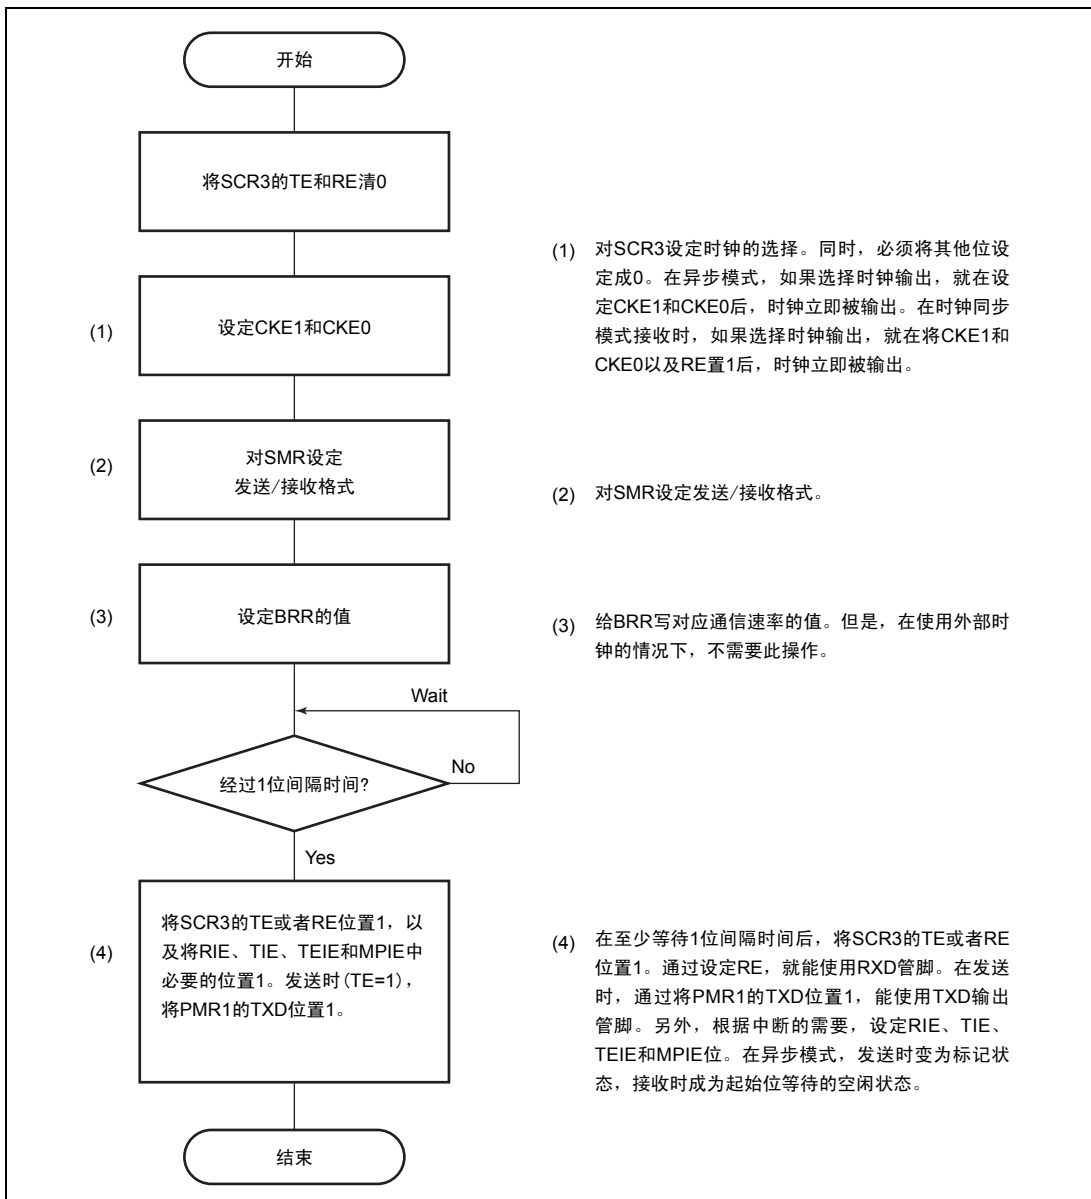 开始
将SCR3的TE和RE清0
(1) 对SCR3设定时钟的选择。同时，必须将其他位设
定成0。在异步模式，如果选择时钟输出，就在设
定CKE1和CKE0后，时钟立即被输出。在时钟同步
模式接收时，如果选择时钟输出，就在将CKE1和
CKE0以及RE置1后，时钟立即被输出。
(1) 设定CKE1和CKE0
(2) 对SMR设定
发送/接收格式
(2) 对SMR设定发送/接收格式。
(3) 设定BRR的值
(3) 给BRR写对应通信速率的值。但是，在使用外部时
钟的情况下，不需要此操作。
Wait
经过1位间隔时间?
No
Yes
(4) 将SCR3的TE或者RE位置1，以
及将RIE、TIE、TEIE和MPIE中
必要的位置1。发送时(TE=1)，
将PMR1的TXD位置1。
(4) 在至少等待1位间隔时间后，将SCR3的TE或者RE
位置1。通过设定RE，就能使用RXD管脚。在发送
时，通过将PMR1的TXD位置1，能使用TXD输出
管脚。另外，根据中断的需要，设定RIE、TIE、
TEIE和MPIE位。在异步模式，发送时变为标记状
态，接收时成为起始位等待的空闲状态。
结束